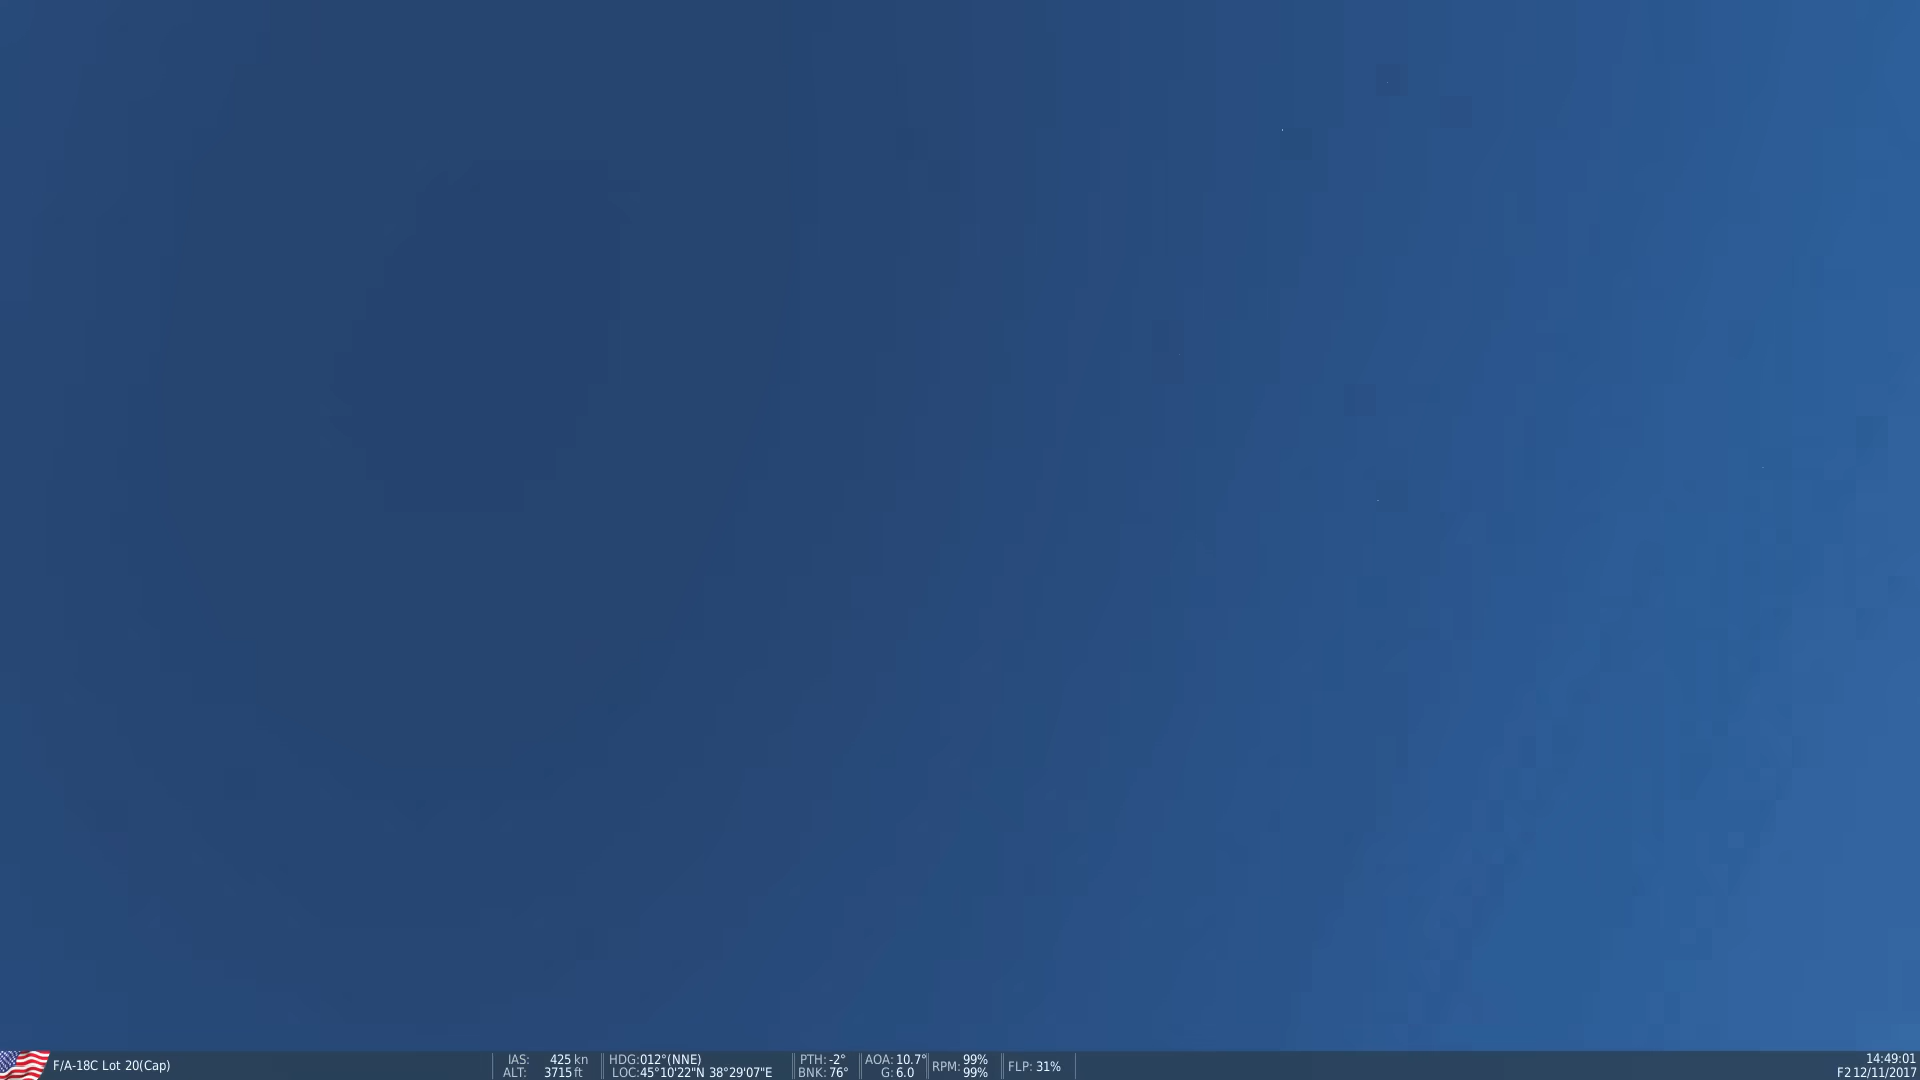 F/A-18C Lot 20(Cap)
IAS: 425 kn
ALT: 3715 ft
HDG:012°(NNE)
LOC:45°10'22"N 38°29'07"E
PTH: -2°
BNK: 76°
AOA: 10.7°
G: 6.0
RPM: 99%
99%
FLP: 31%
14:49:01
F2 12/11/2017